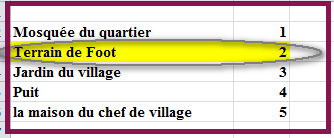 Mosquée du quartier 1
Terrain de Foot 2
Jardin du village 3
Puit 4
la maison du chef de village 5